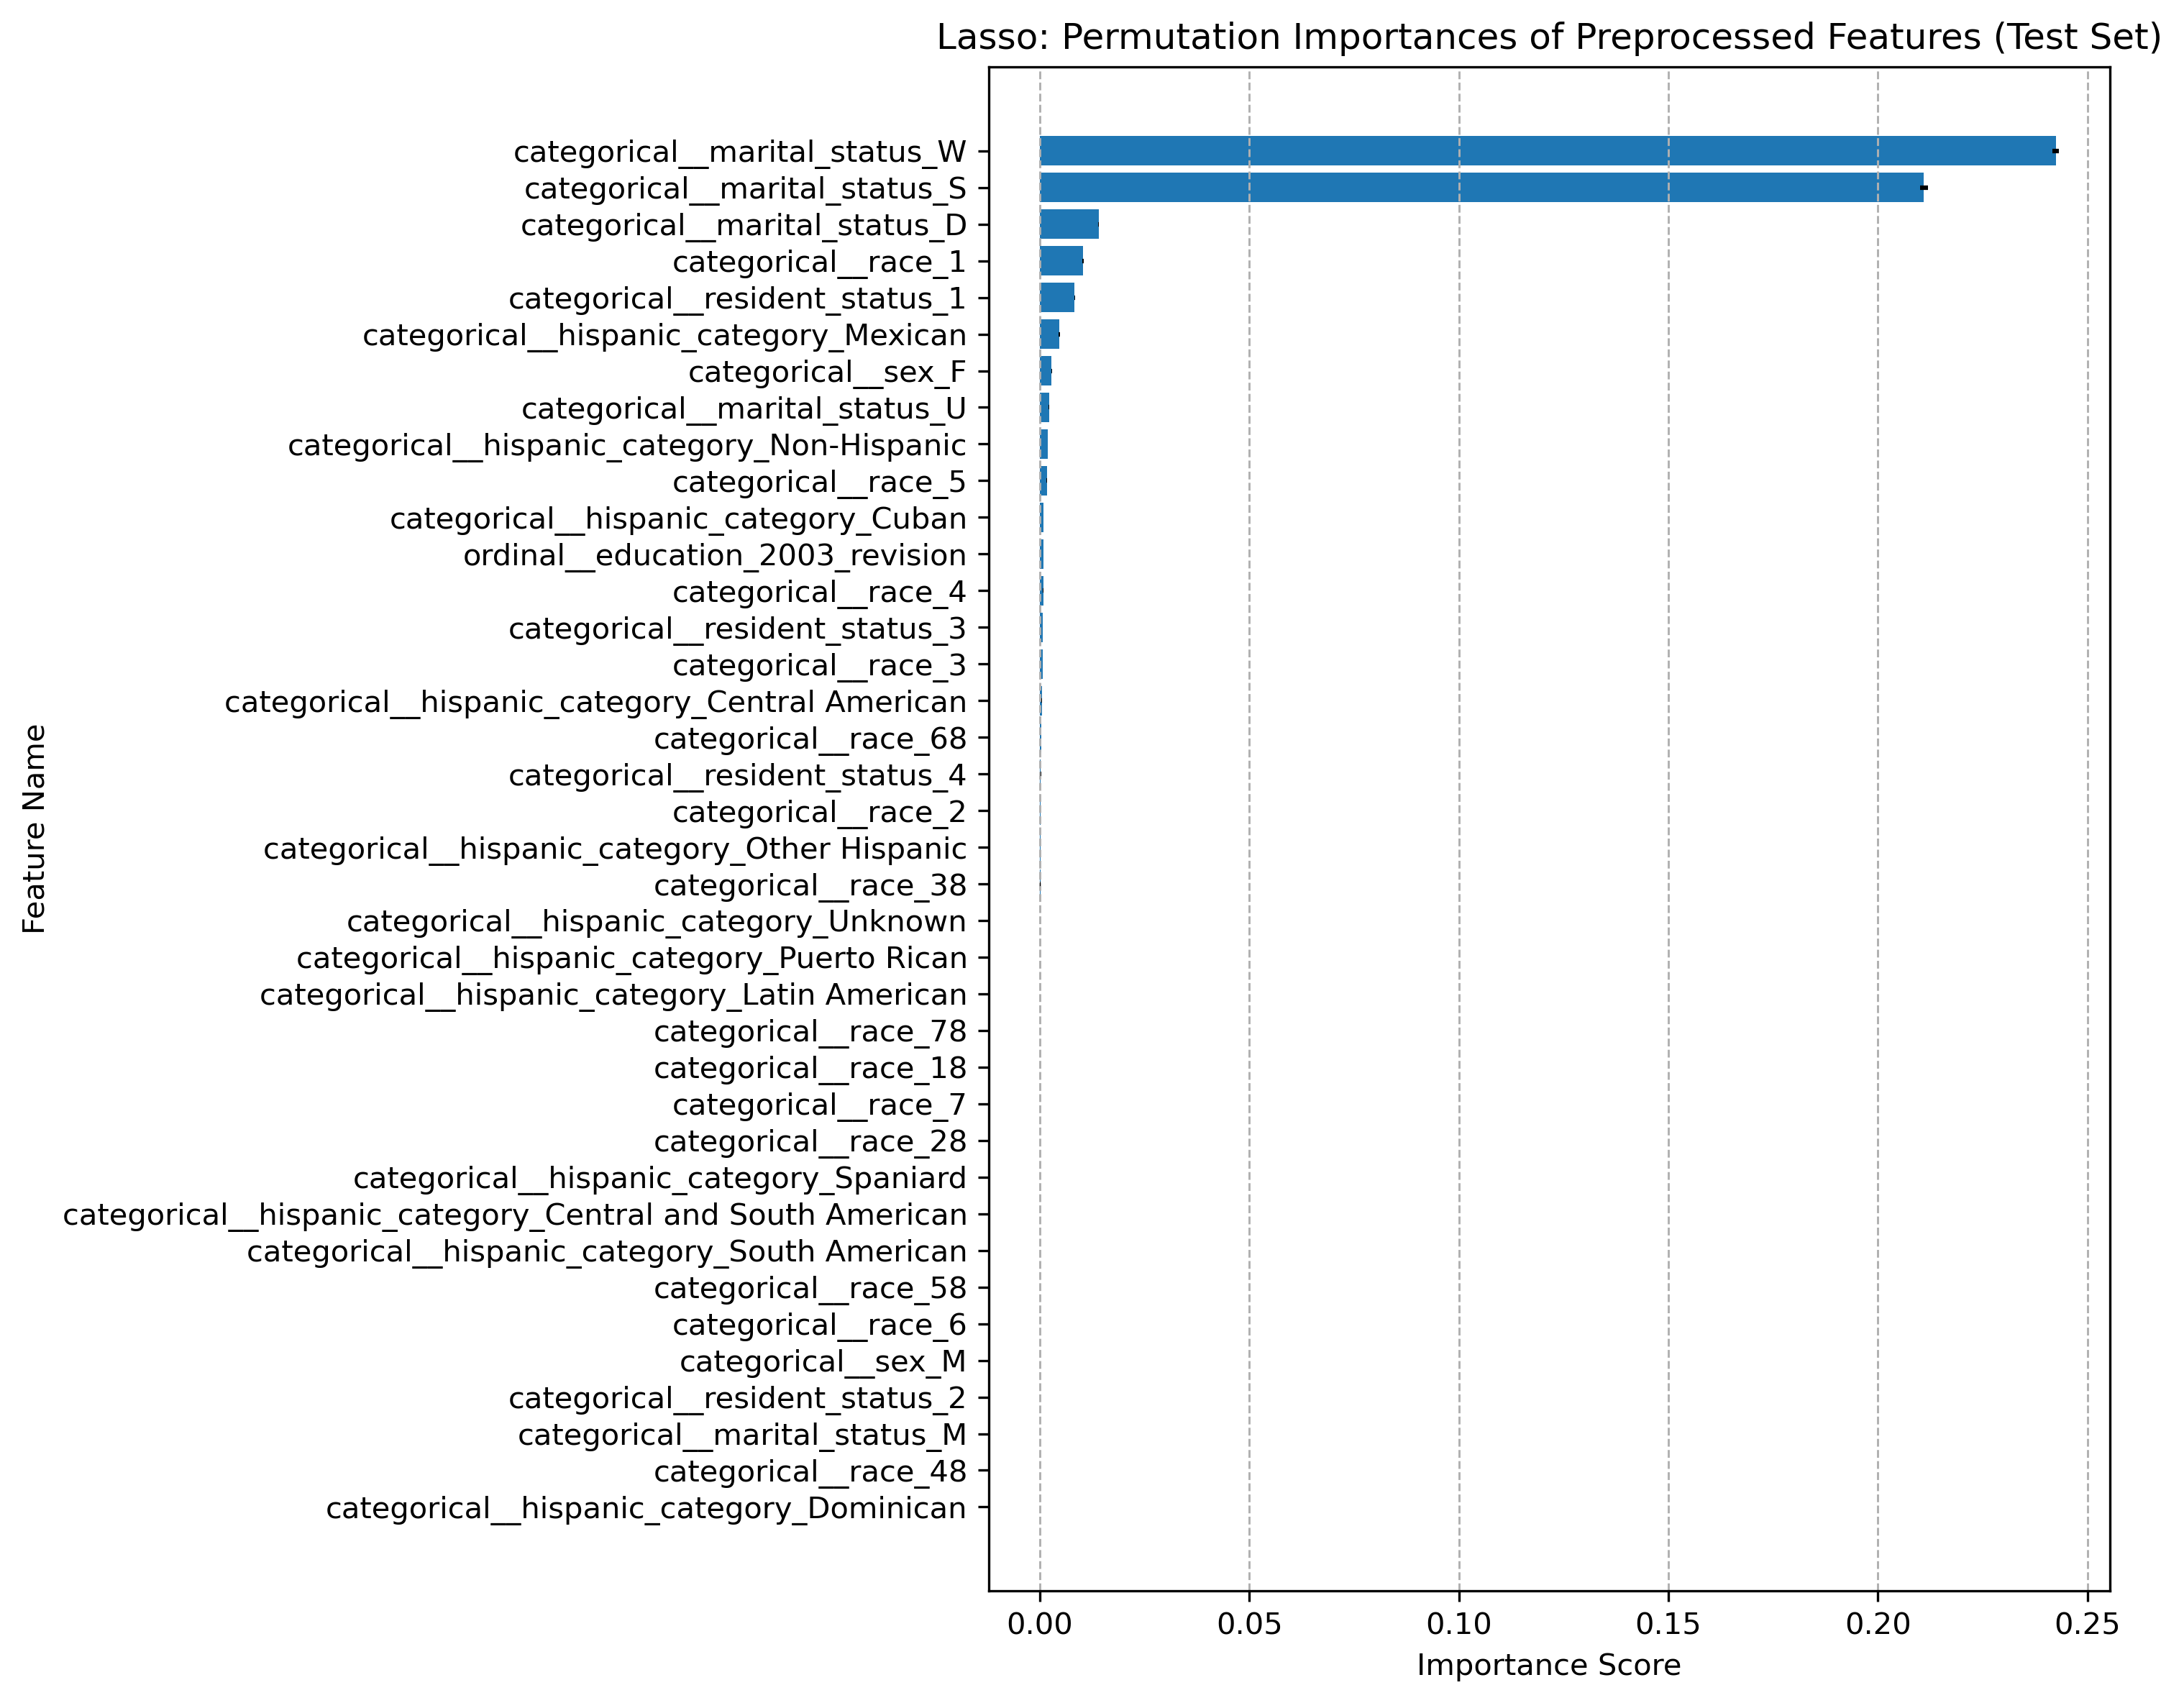 Lasso: Permutation Importances of Preprocessed Features (Test Set)
categorical__marital_status_W
categorical__marital_status_S
categorical__marital_status_D
categorical__race_1
categorical__resident_status_1
categorical__hispanic_category_Mexican
categorical__sex_F
categorical__marital_status_U
categorical__hispanic_category_Non-Hispanic
categorical__race_5
categorical__hispanic_category_Cuban
ordinal__education_2003_revision
categorical__race_4
categorical__resident_status_3
categorical__race_3
categorical__hispanic_category_Central American
categorical__race_68
categorical__resident_status_4
categorical__race_2
categorical__hispanic_category_Other Hispanic
categorical__race_38
categorical__hispanic_category_Unknown
categorical__hispanic_category_Puerto Rican
categorical__hispanic_category_Latin American
categorical__race_78
categorical__race_18
categorical__race_7
categorical__race_28
categorical__hispanic_category_Spaniard
categorical__hispanic_category_Central and South American
categorical__hispanic_category_South American
categorical__race_58
categorical__race_6
categorical__sex_M
categorical__resident_status_2
categorical__marital_status_M
categorical__race_48
categorical__hispanic_category_Dominican
Feature Name
0.00 0.05 0.10 0.15 0.20 0.25
Importance Score